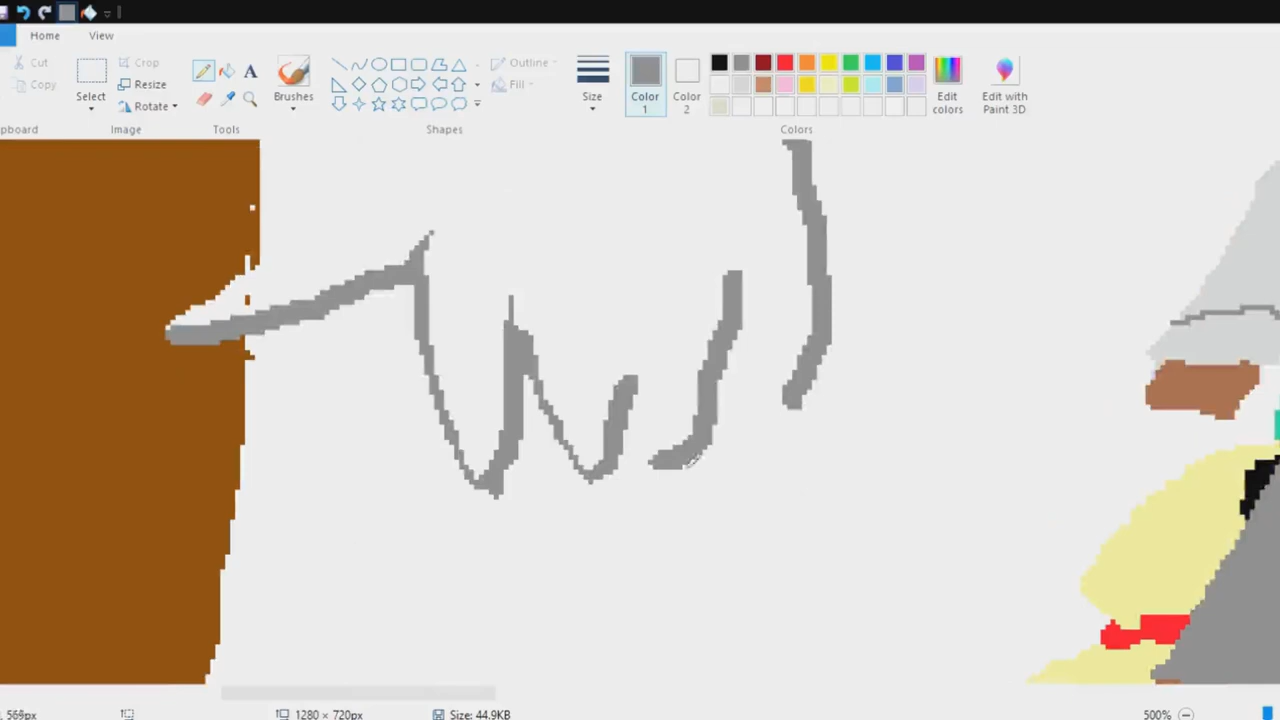 Home View
Cut
Crop
Outline
Copy
Resize
Fill
Select
Rotate
Brushes
Size
Color 1
Color 2
Edit colors
Edit with Paint 3D
A
pboard
Image
Tools
Shapes
Colors
, 569px
1280 × 720px
Size: 44.9KB
500%